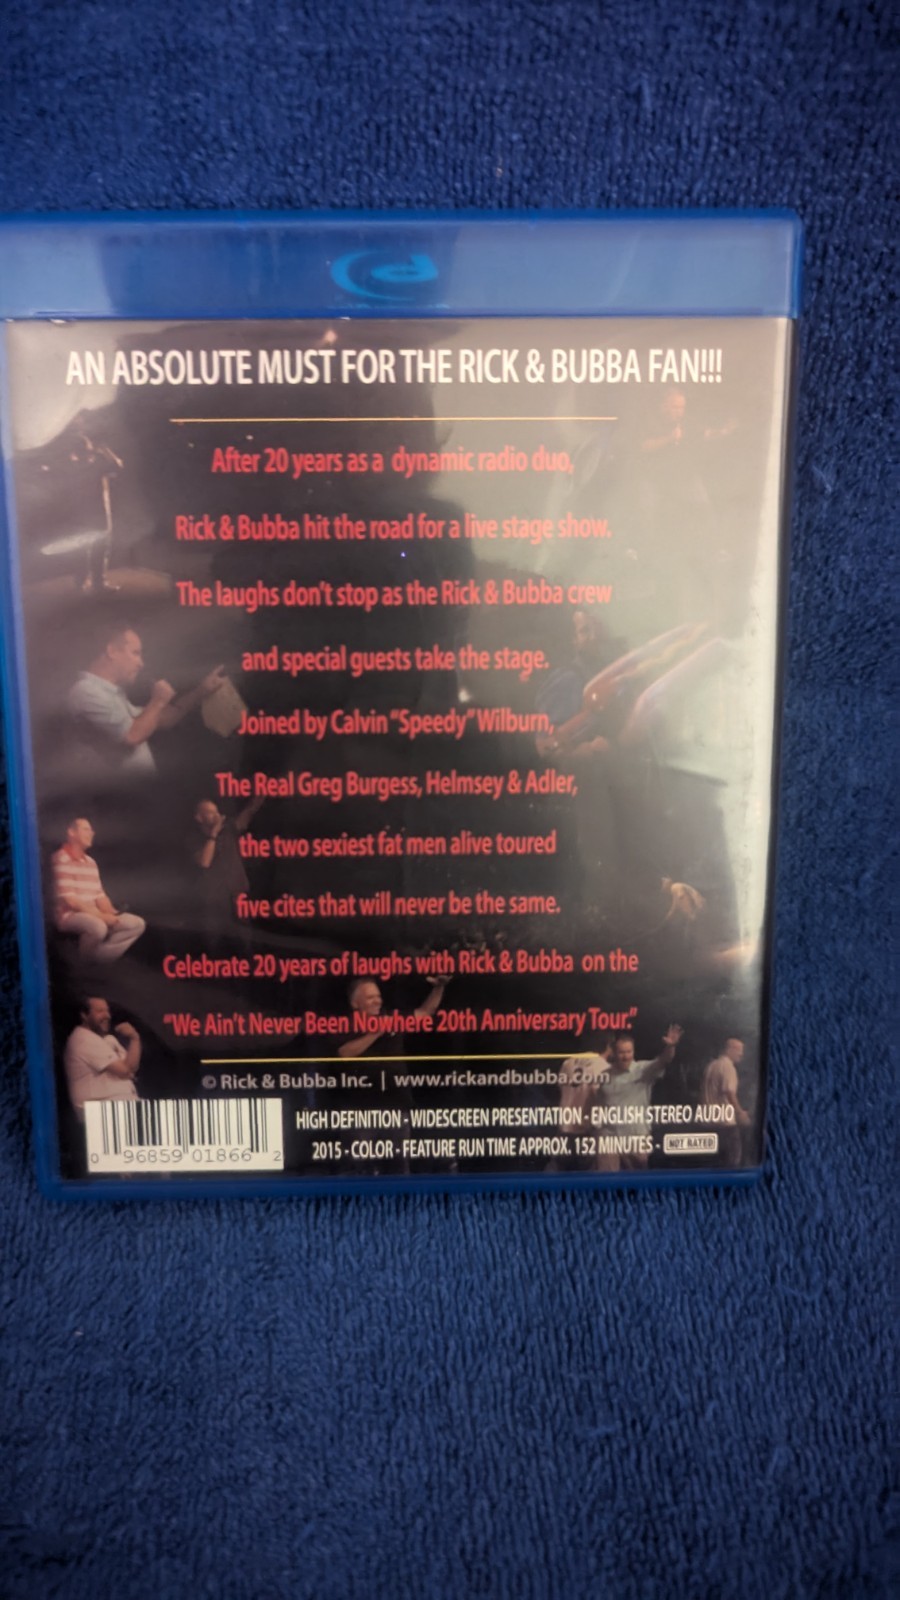 AN ABSOLUTE MUST FOR THE RICK & BUBBA FAN!!!
After 20 years as a dynamic radio duo,
Rick & Bubba hit the road for a live stage show.
The laughs don't stop as the Rick & Bubba crew
and special guests take the stage.
Joined by Calvin "Speedy" Wilburn,
The Real Greg Burgess, Helmsey & Adler,
the two sexiest fat men alive toured
five cites that will never be the same.
Celebrate 20 years of laughs with Rick & Bubba on the
"We Ain't Never Been Nowhere 20th Anniversary Tour."
© Rick & Bubba Inc. | www.rickandbubba.com
HIGH DEFINITION - WIDESCREEN PRESENTATION - ENGLISH STEREO AUDIO
2015 - COLOR - FEATURE RUN TIME APPROX. 152 MINUTES - NOT RATED
0 96859 01866 2